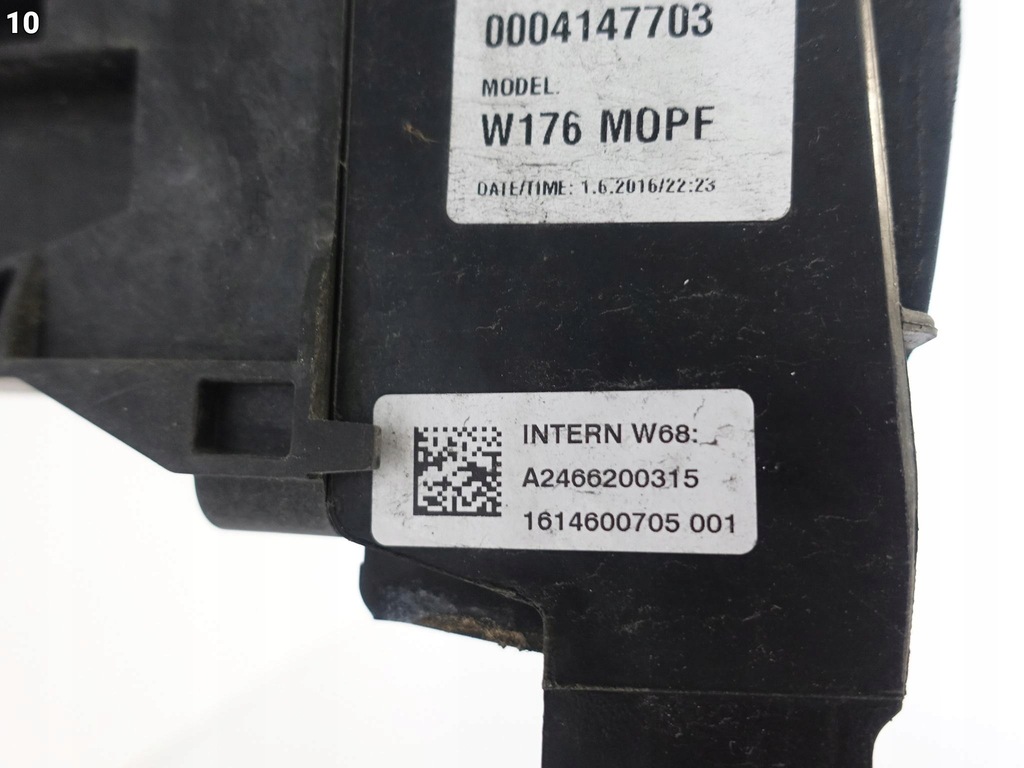 10
0004147703
MODEL:
W176 MOPF
DATE/TIME: 1.6.2016/22:23
INTERN W68:
A2466200315
1614600705 001